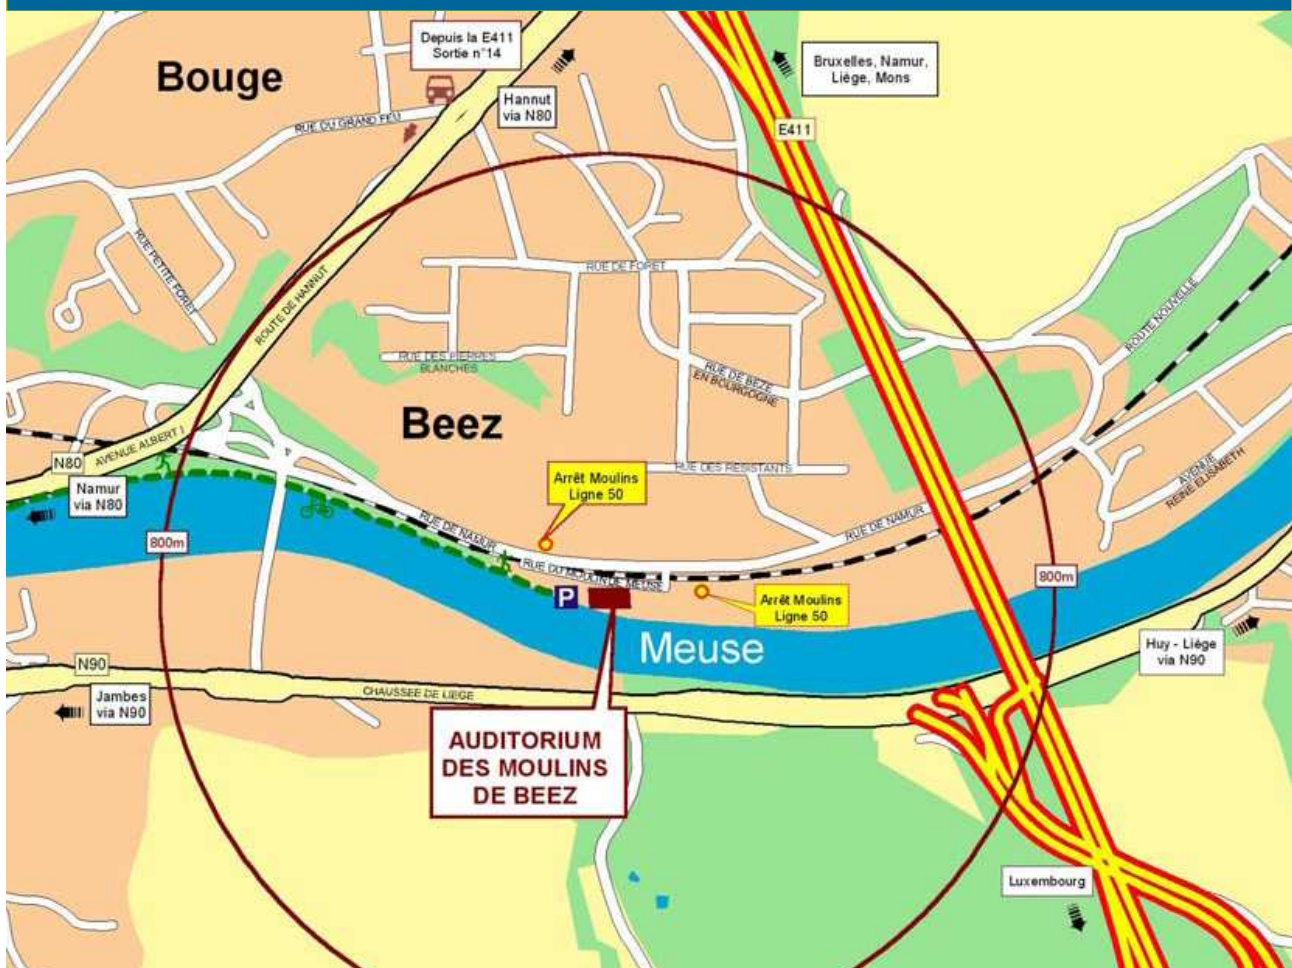 Depuis la E411
Sortie n°14
Bouge
Hannut
via N80
Bruxelles, Namur,
Liège, Mons
E411
RUE DU GRAND FEU
RUE PETITE FORET
ROUTE DE HANNUT
RUE DE FORET
ROUTE NOUVELLE
RUE DES PIERRES
BLANCHES
RUE DE BEZE
EN BOURGOGNE
Beez
AVENUE ALBERT I
N80
Namur
via N80
Arrêt Moulins
Ligne 50
RUE DES RESISTANTS
AVENUE
REINE ELISABETH
RUE DE NAMUR
RUE DE NAMUR
800m
RUE DU MOULIN DE MEUSE
P
800m
Arrêt Moulins
Ligne 50
Meuse
Huy - Liège
via N90
N90
Jambes
via N90
CHAUSSEE DE LIEGE
AUDITORIUM
DES MOULINS
DE BEEZ
Luxembourg